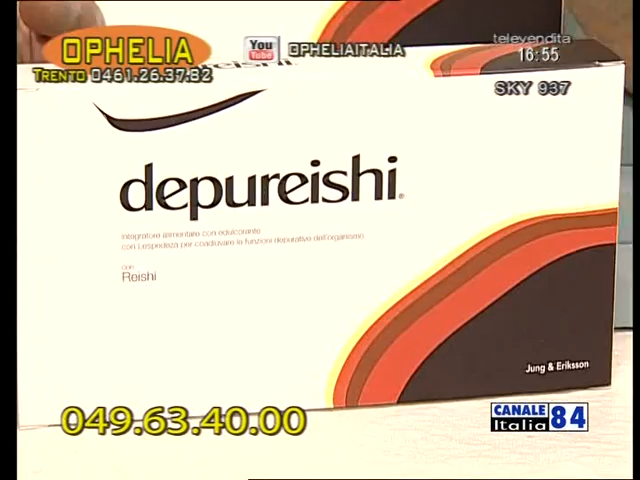 OPHELIA
TRENTO 0461.26.37.82
You
Tube
OPHELIAITALIA
televendita
16:55
SKY 937
depureishi®
integratore alimentare con edulcorante
con Lespedeza per coadiuvare le funzioni depurative dell'organismo
con
Reishi
Jung & Eriksson
049.63.40.00
CANALE
Italia 84